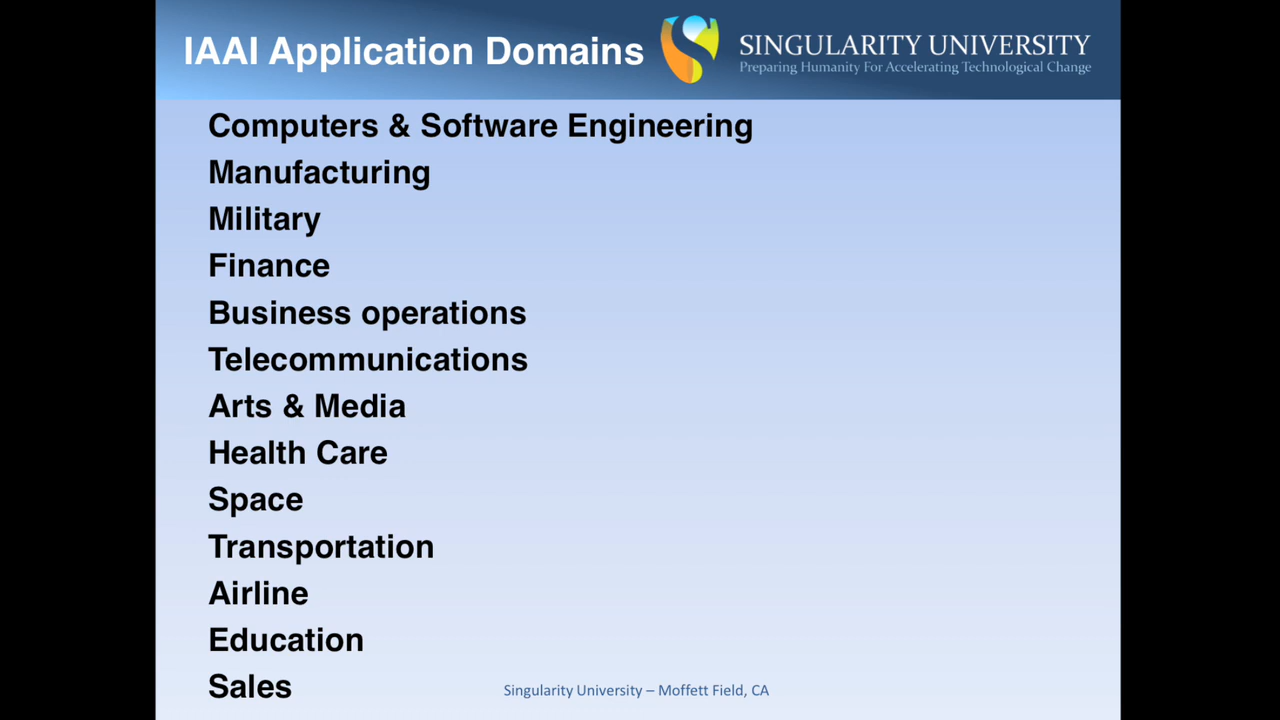 IAAI Application Domains
SINGULARITY UNIVERSITY
Preparing Humanity For Accelerating Technological Change
Computers & Software Engineering
Manufacturing
Military
Finance
Business operations
Telecommunications
Arts & Media
Health Care
Space
Transportation
Airline
Education
Sales
Singularity University – Moffett Field, CA